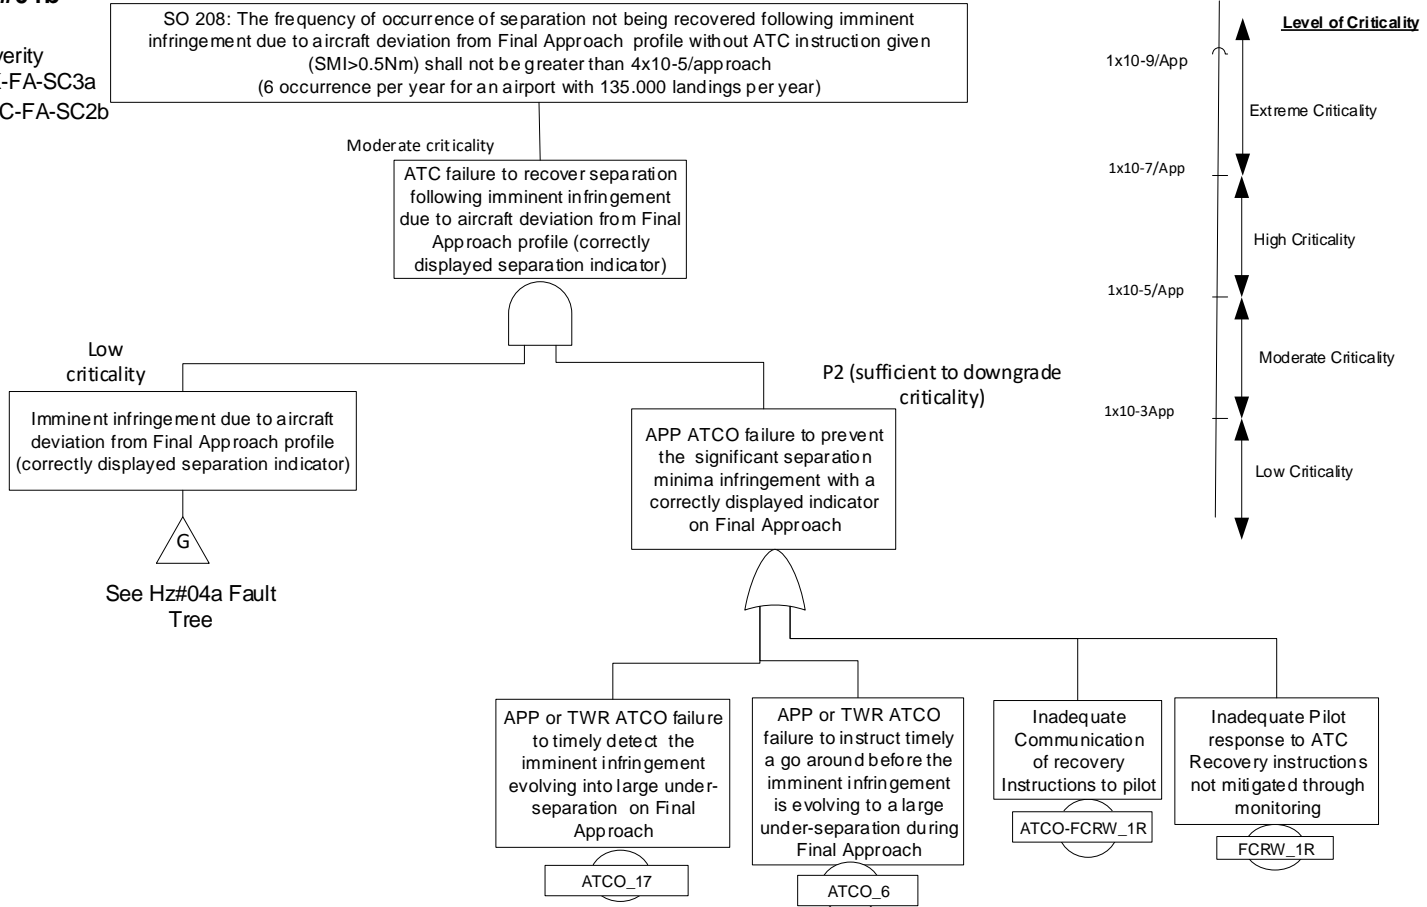 SO 208: The frequency of occurrence of separation not being recovered following imminent
infringement due to aircraft deviation from Final Approach profile without ATC instruction given
(SMI>0.5Nm) shall not be greater than 4x10-5/approach
(6 occurrence per year for an airport with 135.000 landings per year)
-FA-SC3a
C-FA-SC2b
Level of Criticality
1x10-9/App
Extreme Criticality
1x10-7/App
High Criticality
1x10-5/App
Moderate Criticality
1x10-3App
Low Criticality
Moderate criticality
ATC failure to recover separation
following imminent infringement
due to aircraft deviation from Final
Approach profile (correctly
displayed separation indicator)
Low
criticality
Imminent infringement due to aircraft
deviation from Final Approach profile
(correctly displayed separation indicator)
G
See Hz#04a Fault
Tree
P2 (sufficient to downgrade
criticality)
APP ATCO failure to prevent
the significant separation
minima infringement with a
correctly displayed indicator
on Final Approach
APP or TWR ATCO failure
to timely detect the
imminent infringement
evolving into large under-
separation on Final
Approach
ATCO_17
APP or TWR ATCO
failure to instruct timely
a go around before the
imminent infringement
is evolving to a large
under-separation during
Final Approach
ATCO_6
Inadequate
Communication
of recovery
Instructions to pilot
ATCO-FCRW_1R
Inadequate Pilot
response to ATC
Recovery instructions
not mitigated through
monitoring
FCRW_1R